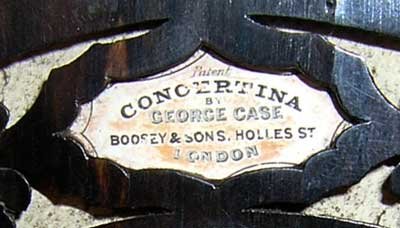 Patent
CONCERTINA
BY
GEORGE CASE
BOOSEY & SONS. HOLLES ST
LONDON